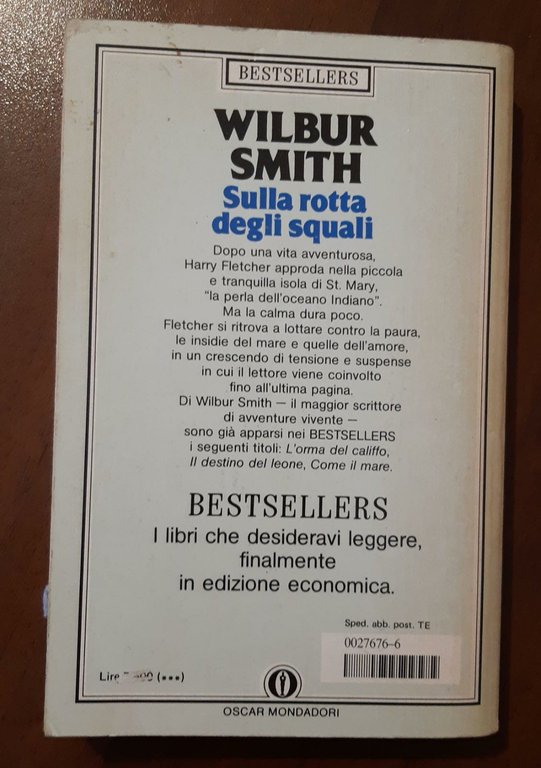 BESTSELLERS
WILBUR
SMITH
Sulla rotta
degli squali
Dopo una vita avventurosa,
Harry Fletcher approda nella piccola
e tranquilla isola di St. Mary,
"la perla dell'oceano Indiano".
Ma la calma dura poco.
Fletcher si ritrova a lottare contro la paura,
le insidie del mare e quelle dell'amore,
in un crescendo di tensione e suspense
in cui il lettore viene coinvolto
fino all'ultima pagina.
Di Wilbur Smith — il maggior scrittore
di avventure vivente —
sono già apparsi nei BESTSELLERS
i seguenti titoli: L'orma del califfo,
Il destino del leone, Come il mare.
BESTSELLERS
I libri che desideravi leggere,
finalmente
in edizione economica.
Sped. abb. post. TE
0027676-6
Lire (•••)
OSCAR MONDADORI